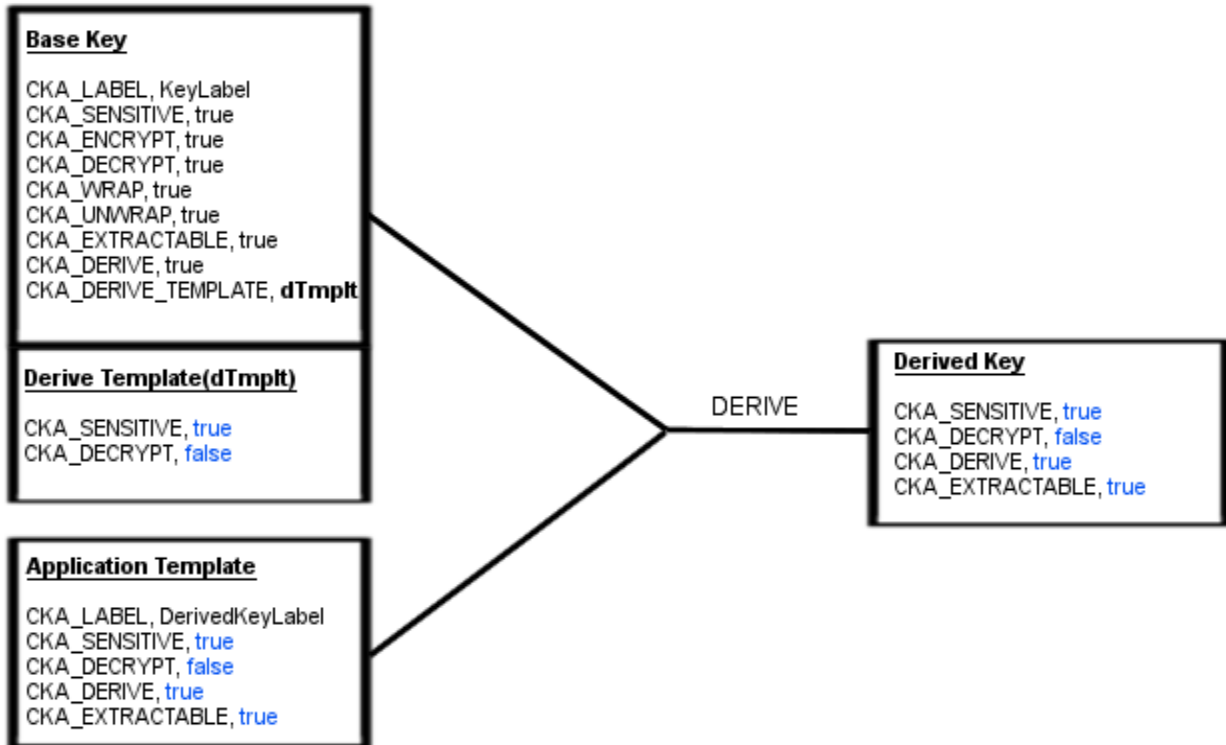 Base Key
CKA_LABEL, KeyLabel
CKA_SENSITIVE, true
CKA_ENCRYPT, true
CKA_DECRYPT, true
CKA_WRAP, true
CKA_UNWRAP, true
CKA_EXTRACTABLE, true
CKA_DERIVE, true
CKA_DERIVE_TEMPLATE, dTmplt
Derive Template(dTmplt)
CKA_SENSITIVE, true
CKA_DECRYPT, false
Application Template
CKA_LABEL, DerivedKeyLabel
CKA_SENSITIVE, true
CKA_DECRYPT, false
CKA_DERIVE, true
CKA_EXTRACTABLE, true
DERIVE
Derived Key
CKA_SENSITIVE, true
CKA_DECRYPT, false
CKA_DERIVE, true
CKA_EXTRACTABLE, true